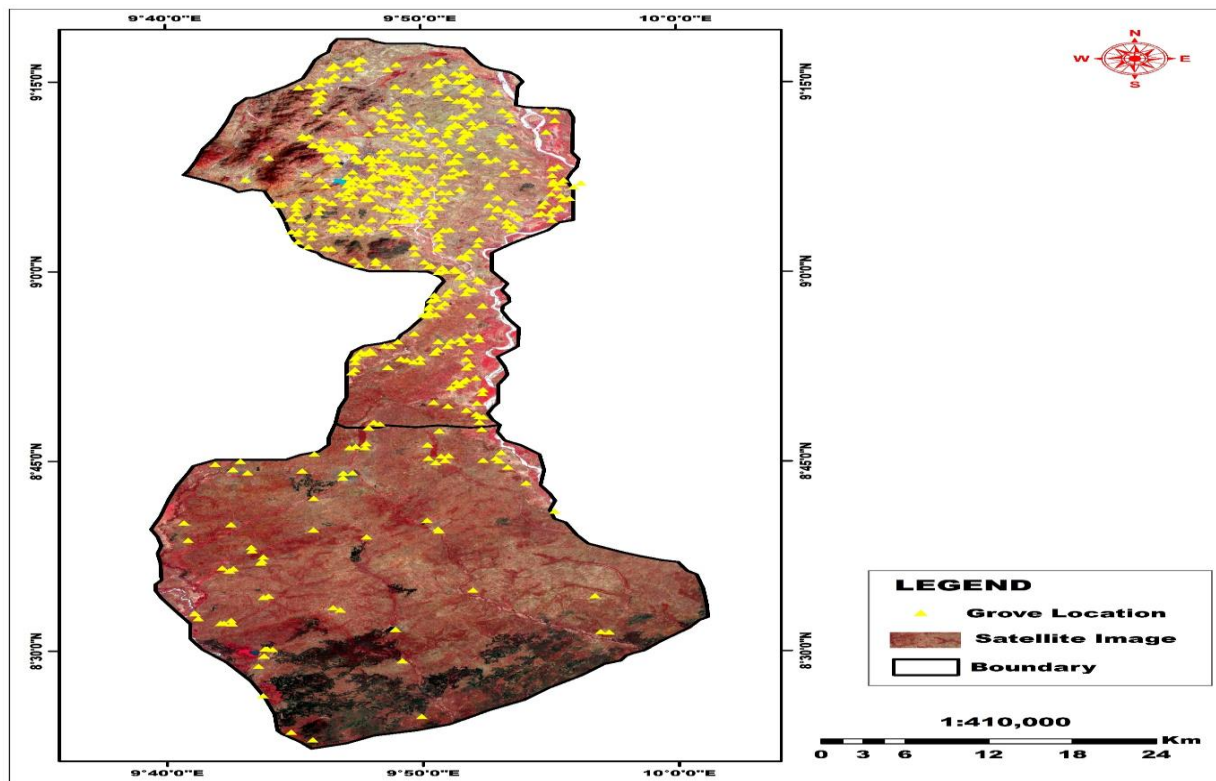 9°40'0"E 9°50'0"E 10°0'0"E
N
W E
S
9°15'0"N 9°15'0"N
9°0'0"N 9°0'0"N
8°45'0"N 8°45'0"N
8°30'0"N 8°30'0"N
LEGEND
Grove Location
Satellite Image
Boundary
1:410,000
Km
0 3 6 12 18 24
9°40'0"E 9°50'0"E 10°0'0"E